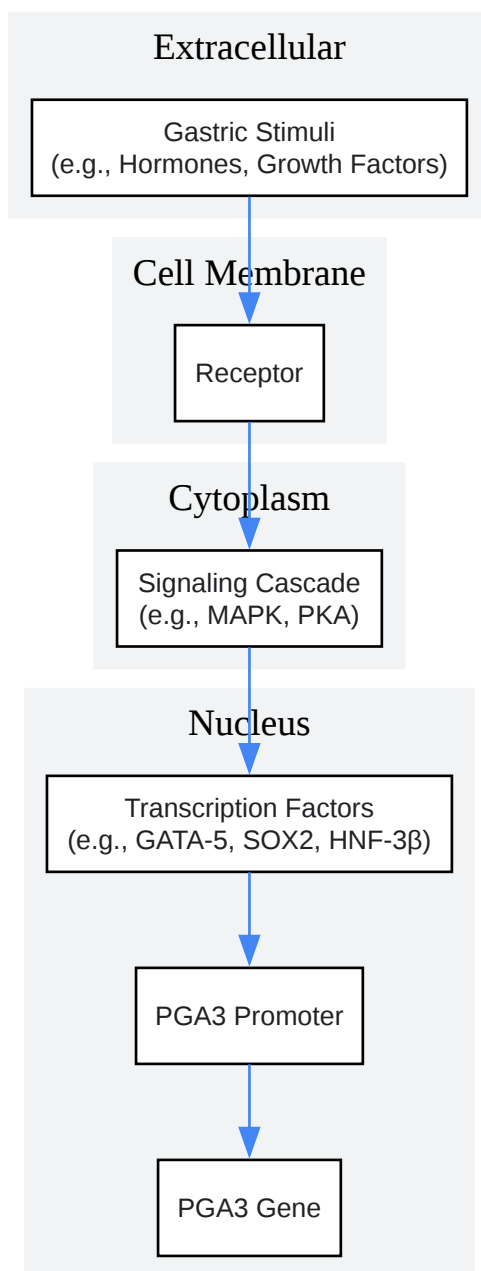 Extracellular
Gastric Stimuli
(e.g., Hormones, Growth Factors)
Cell Membrane
Receptor
Cytoplasm
Signaling Cascade
(e.g., MAPK, PKA)
Nucleus
Transcription Factors
(e.g., GATA-5, SOX2, HNF-3β)
PGA3 Promoter
PGA3 Gene